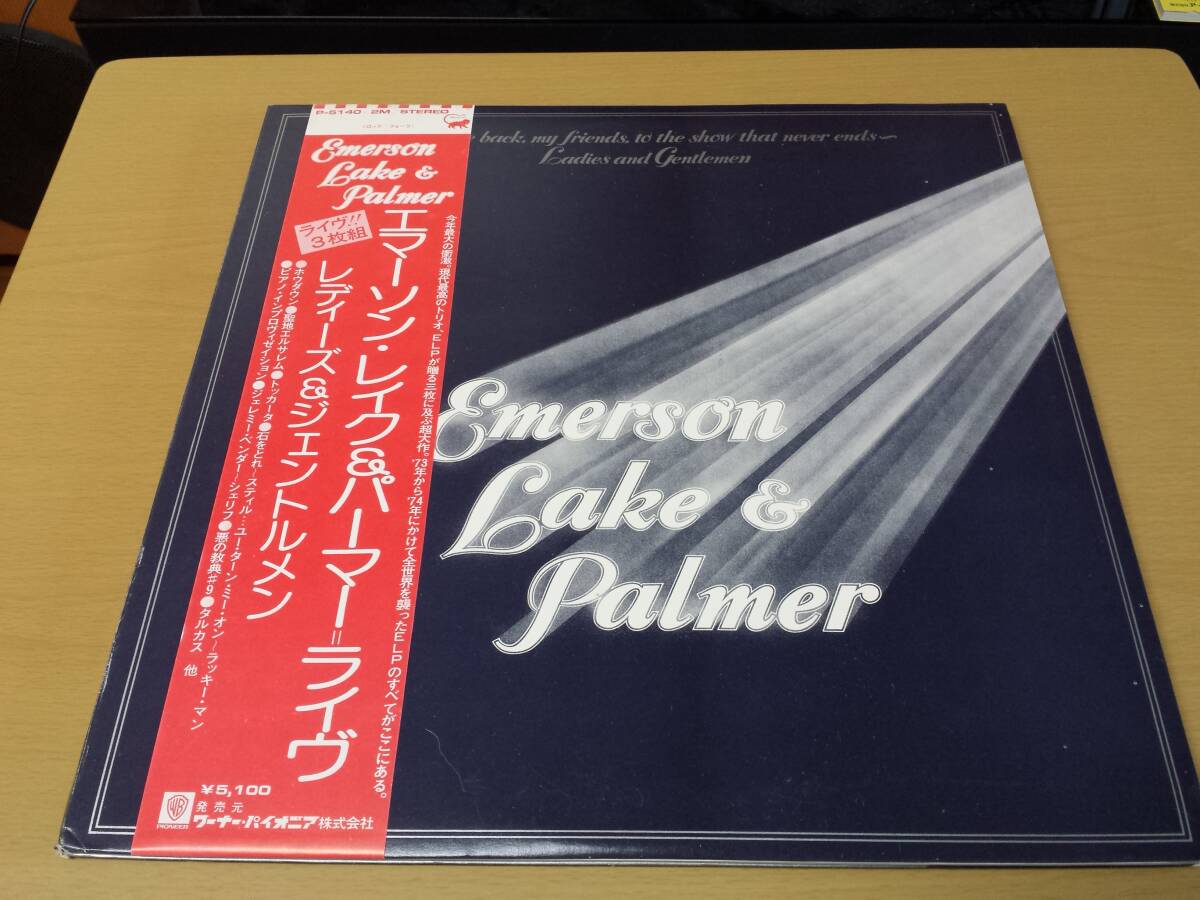 P-5140 2M STEREO
(ロック フォーク)
Emerson
Lake &
Palmer
ライヴ!!
3枚組
エマーソン・レイク&パーマー=ライヴ
レディーズ&ジェントルメン
今年最大の衝激。現代最高のトリオ、ELPが贈る三枚に及ぶ超大作。'73年から'74年にかけて全世界を襲ったELPのすべてがここにある。
●ホウダウン●聖地エルサレム●トッカータ●石をとれ~スティル…ユー・ターン・ミー・オン~ラッキー・マン
●ピアノ・インプロヴィゼイション●ジェレミー・ベンダー~シェリフ●悪の教典#9●タルカス 他
¥5,100
発売元
ワーナー・パイオニア株式会社
WB
PIONEER
back, my friends, to the show that never ends~
Ladies and Gentlemen
Emerson
Lake &
Palmer